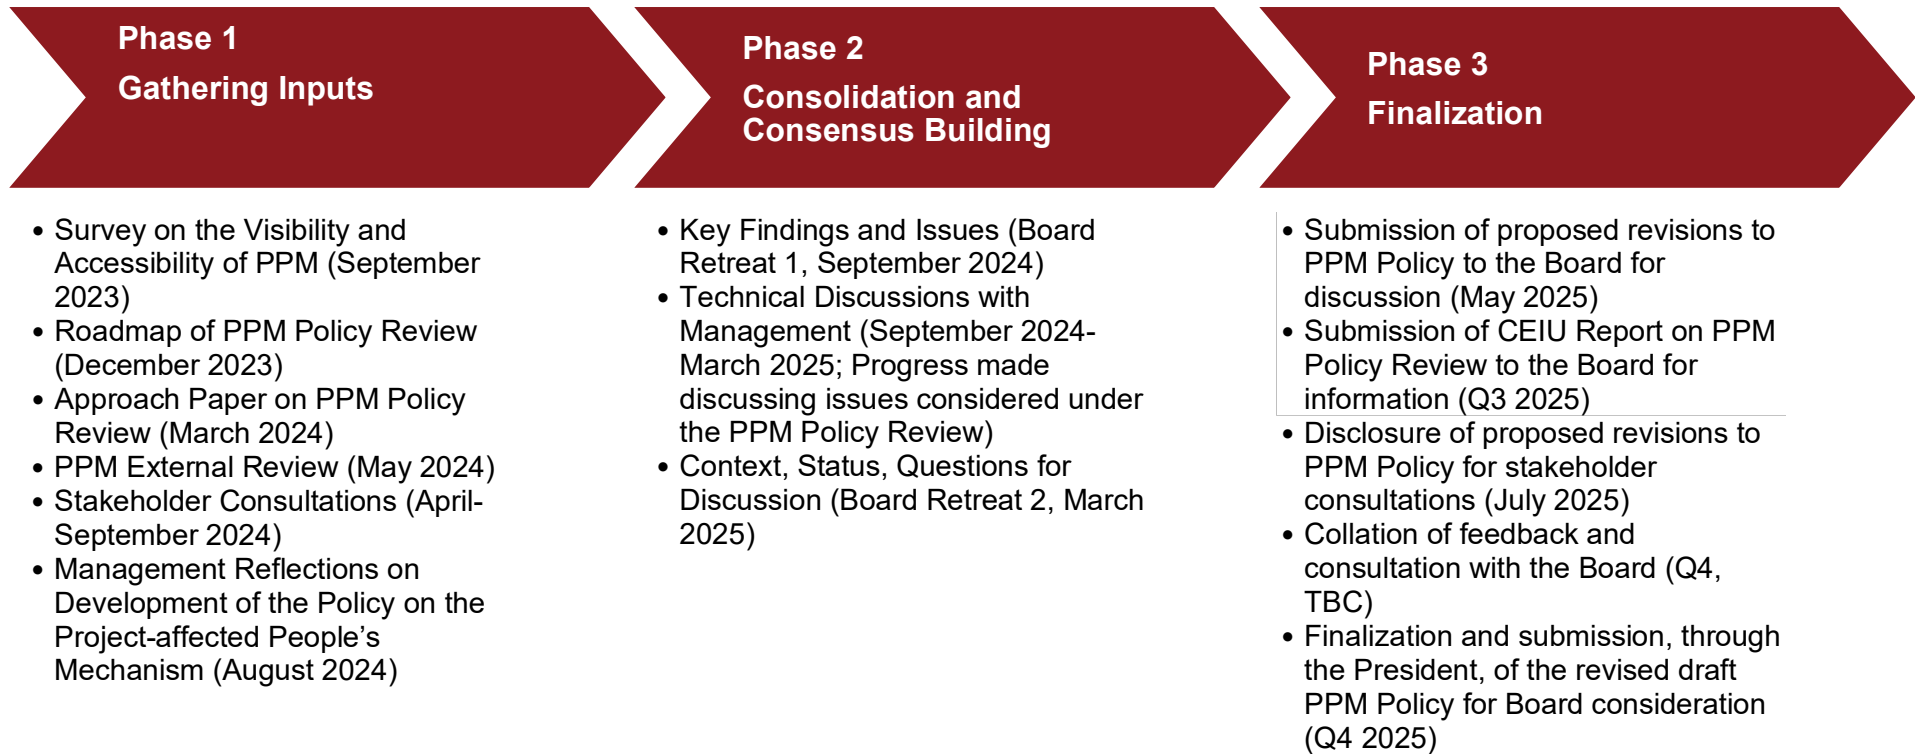 Phase 1
Gathering Inputs
• Survey on the Visibility and
Accessibility of PPM (September
2023)
• Roadmap of PPM Policy Review
(December 2023)
• Approach Paper on PPM Policy
Review (March 2024)
• PPM External Review (May 2024)
• Stakeholder Consultations (April-
September 2024)
• Management Reflections on
Development of the Policy on the
Project-affected People’s
Mechanism (August 2024)
Phase 2
Consolidation and
Consensus Building
• Key Findings and Issues (Board
Retreat 1, September 2024)
• Technical Discussions with
Management (September 2024-
March 2025; Progress made
discussing issues considered under
the PPM Policy Review)
• Context, Status, Questions for
Discussion (Board Retreat 2, March
2025)
Phase 3
Finalization
• Submission of proposed revisions to
PPM Policy to the Board for
discussion (May 2025)
• Submission of CEIU Report on PPM
Policy Review to the Board for
information (Q3 2025)
• Disclosure of proposed revisions to
PPM Policy for stakeholder
consultations (July 2025)
• Collation of feedback and
consultation with the Board (Q4,
TBC)
• Finalization and submission, through
the President, of the revised draft
PPM Policy for Board consideration
(Q4 2025)